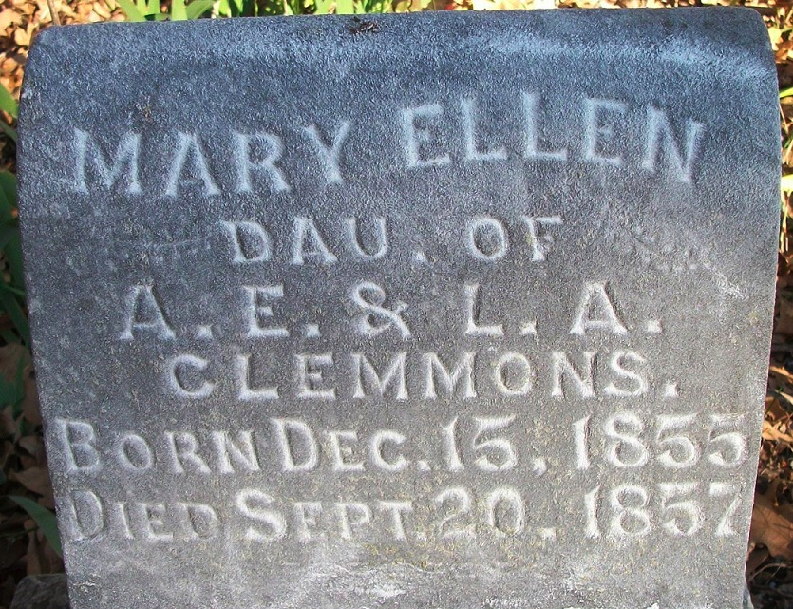 MARY ELLEN
DAU. OF
A. E. & L. A.
CLEMMONS.
BORN DEC. 15, 1855
DIED SEPT. 20, 1857